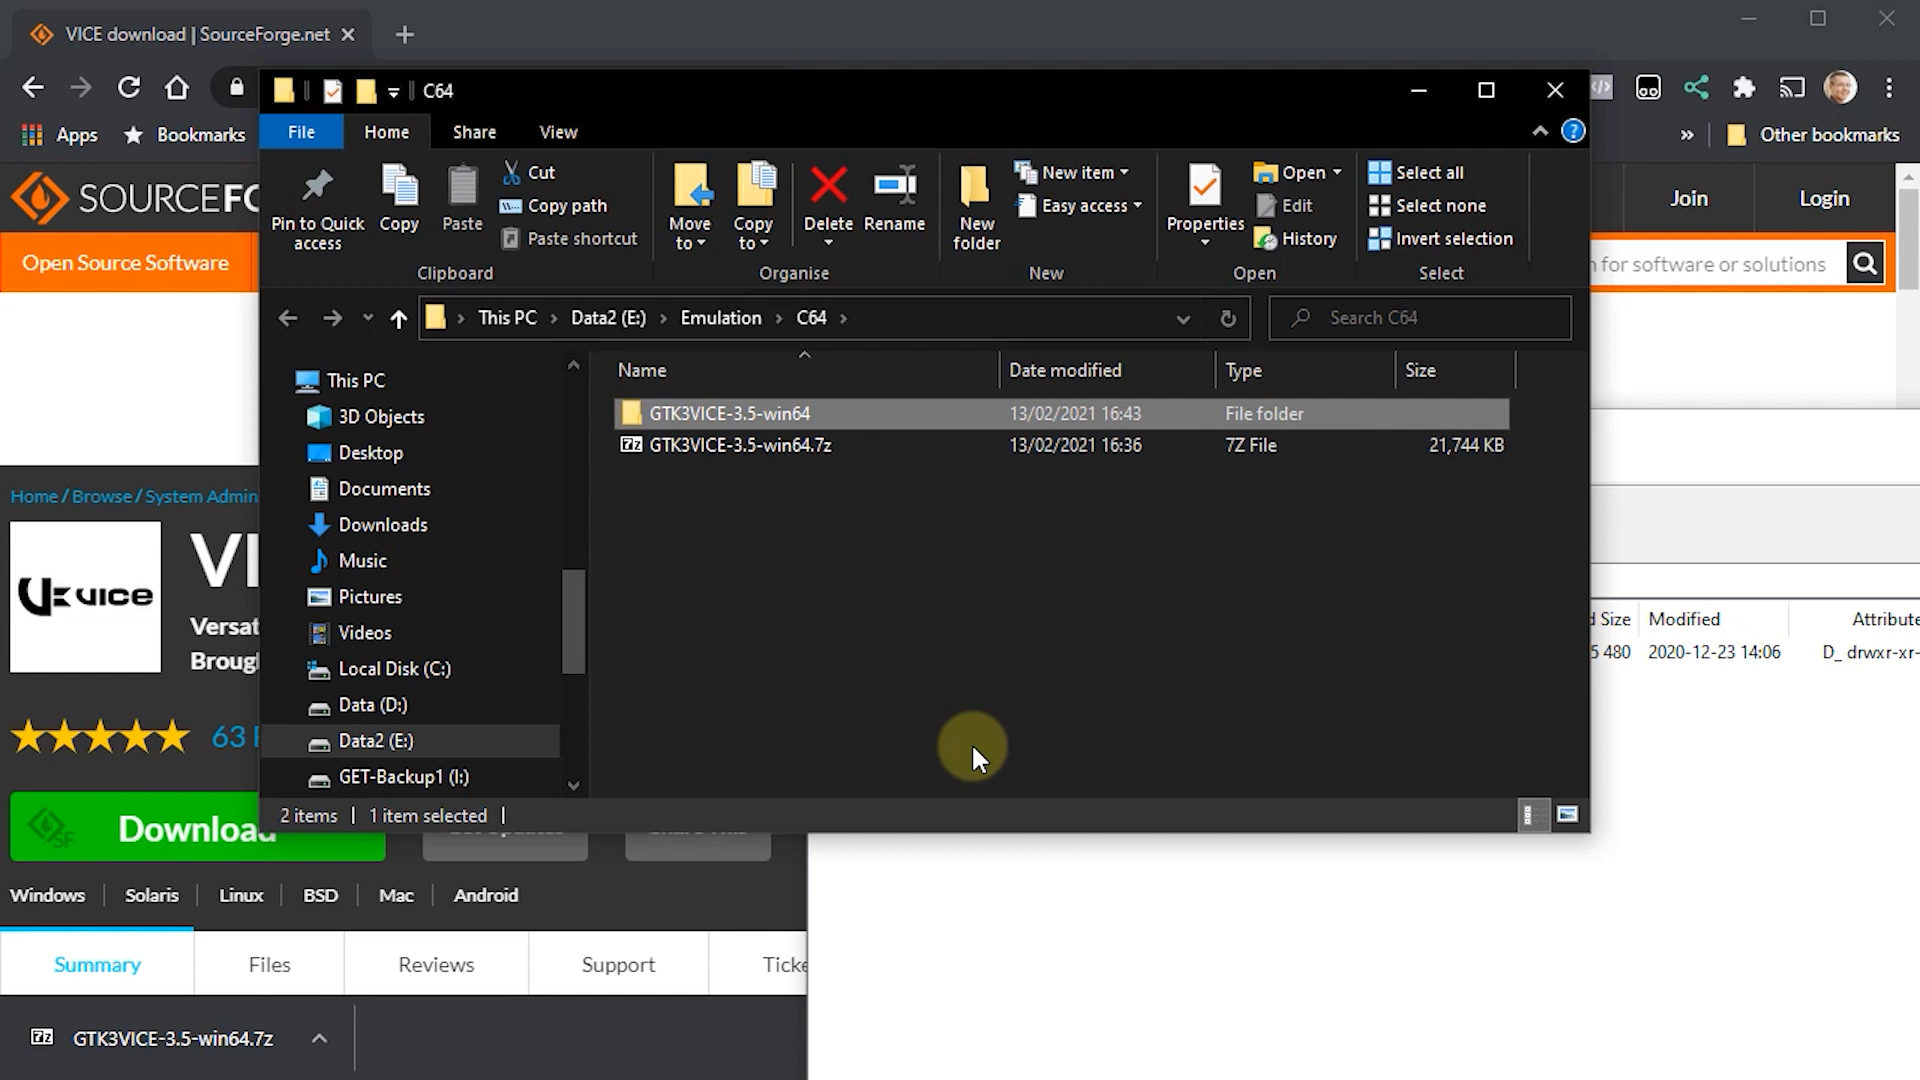 VICE download | SourceForge.net
Apps
Bookmarks
Other bookmarks
C64
File
Home
Share
View
Pin to Quick access
Copy
Paste
Cut
Copy path
Paste shortcut
Clipboard
Move to
Copy to
Delete
Rename
Organise
New folder
New item
Easy access
New
Properties
Open
Edit
History
Open
Select all
Select none
Invert selection
Select
This PC > Data2 (E:) > Emulation > C64 >
Search C64
Name Date modified Type Size
GTK3VICE-3.5-win64 13/02/2021 16:43 File folder
GTK3VICE-3.5-win64.7z 13/02/2021 16:36 7Z File 21,744 KB
This PC
3D Objects
Desktop
Documents
Downloads
Music
Pictures
Videos
Local Disk (C:)
Data (D:)
Data2 (E:)
GET-Backup1 (I:)
2 items | 1 item selected
SOURCEFO
Join
Login
Open Source Software
for software or solutions
Home / Browse / System Admin
VICE
VI
Versat
Broug
63
Download
Windows Solaris Linux BSD Mac Android
Summary Files Reviews Support Ticke
Size Modified Attribute
5 480 2020-12-23 14:06 D_ drwxr-xr-
GTK3VICE-3.5-win64.7z